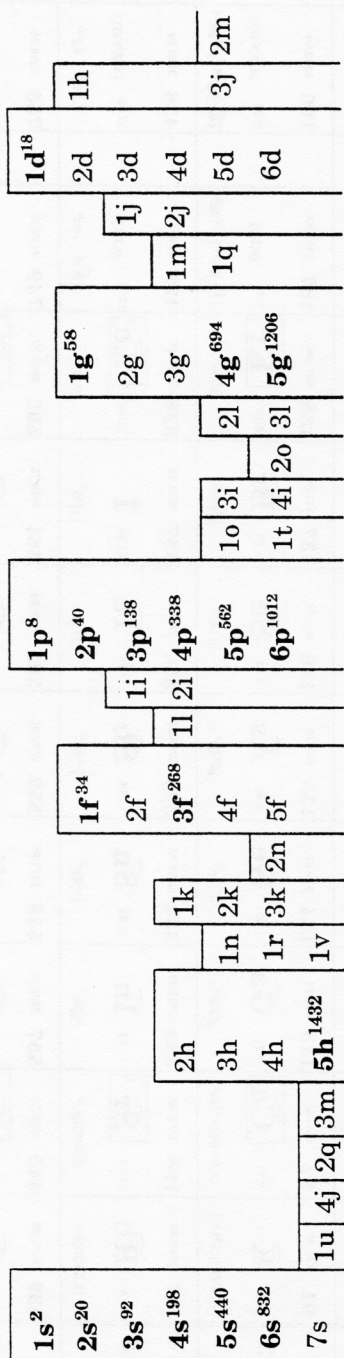 1s² 1p⁸ 1d¹⁸
2s²⁰ 1f³⁴ 2p⁴⁰ 1g⁵⁸ 2d 1h
3s⁹² 2f 1i 3p¹³⁸ 2g 1j 3d
4s¹⁹⁸ 2h 1k 3f²⁶⁸ 1l 2i 4p³³⁸ 3g 1m 2j 4d
5s⁴⁴⁰ 3h 1n 2k 4f 5p⁵⁶² 1o 3i 2l 4g⁶⁹⁴ 1q 5d 3j 2m
6s⁸³² 4h 1r 3k 2n 5f 6p¹⁰¹² 1t 4i 2o 3l 5g¹²⁰⁶ 6d
7s 1u 4j 2q 3m 5h¹⁴³² 1v